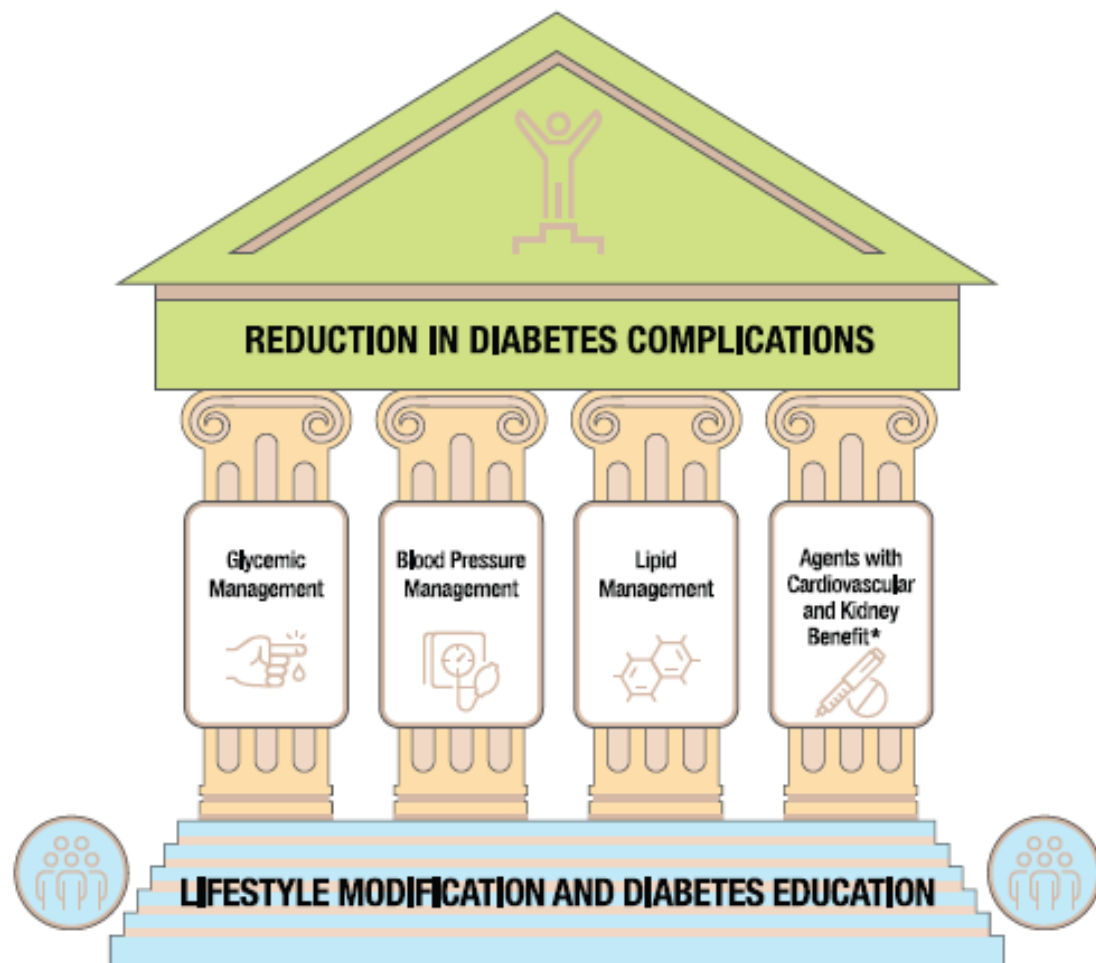 REDUCTION IN DIABETES COMPLICATIONS
Glycemic
Management
Blood Pressure
Management
Lipid
Management
Agents with
Cardiovascular
and Kidney
Benefit*
LIFESTYLE MODIFICATION AND DIABETES EDUCATION